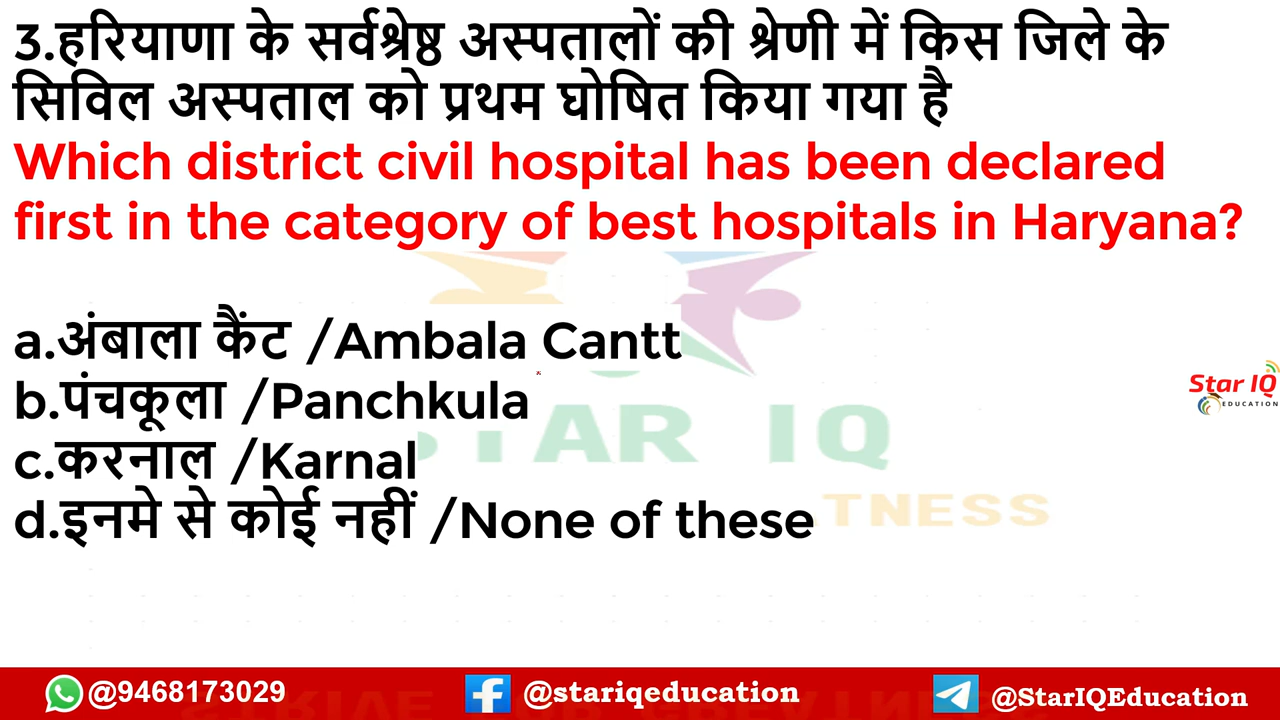 3.हरियाणा के सर्वश्रेष्ठ अस्पतालों की श्रेणी में किस जिले के
सिविल अस्पताल को प्रथम घोषित किया गया है
Which district civil hospital has been declared
first in the category of best hospitals in Haryana?
a.अंबाला कैंट /Ambala Cantt
b.पंचकूला /Panchkula
c.करनाल /Karnal
d.इनमे से कोई नहीं /None of these
STAR IQ
TNESS
Star IQ
EDUCATION
@9468173029 @stariqeducation @StarIQEducation